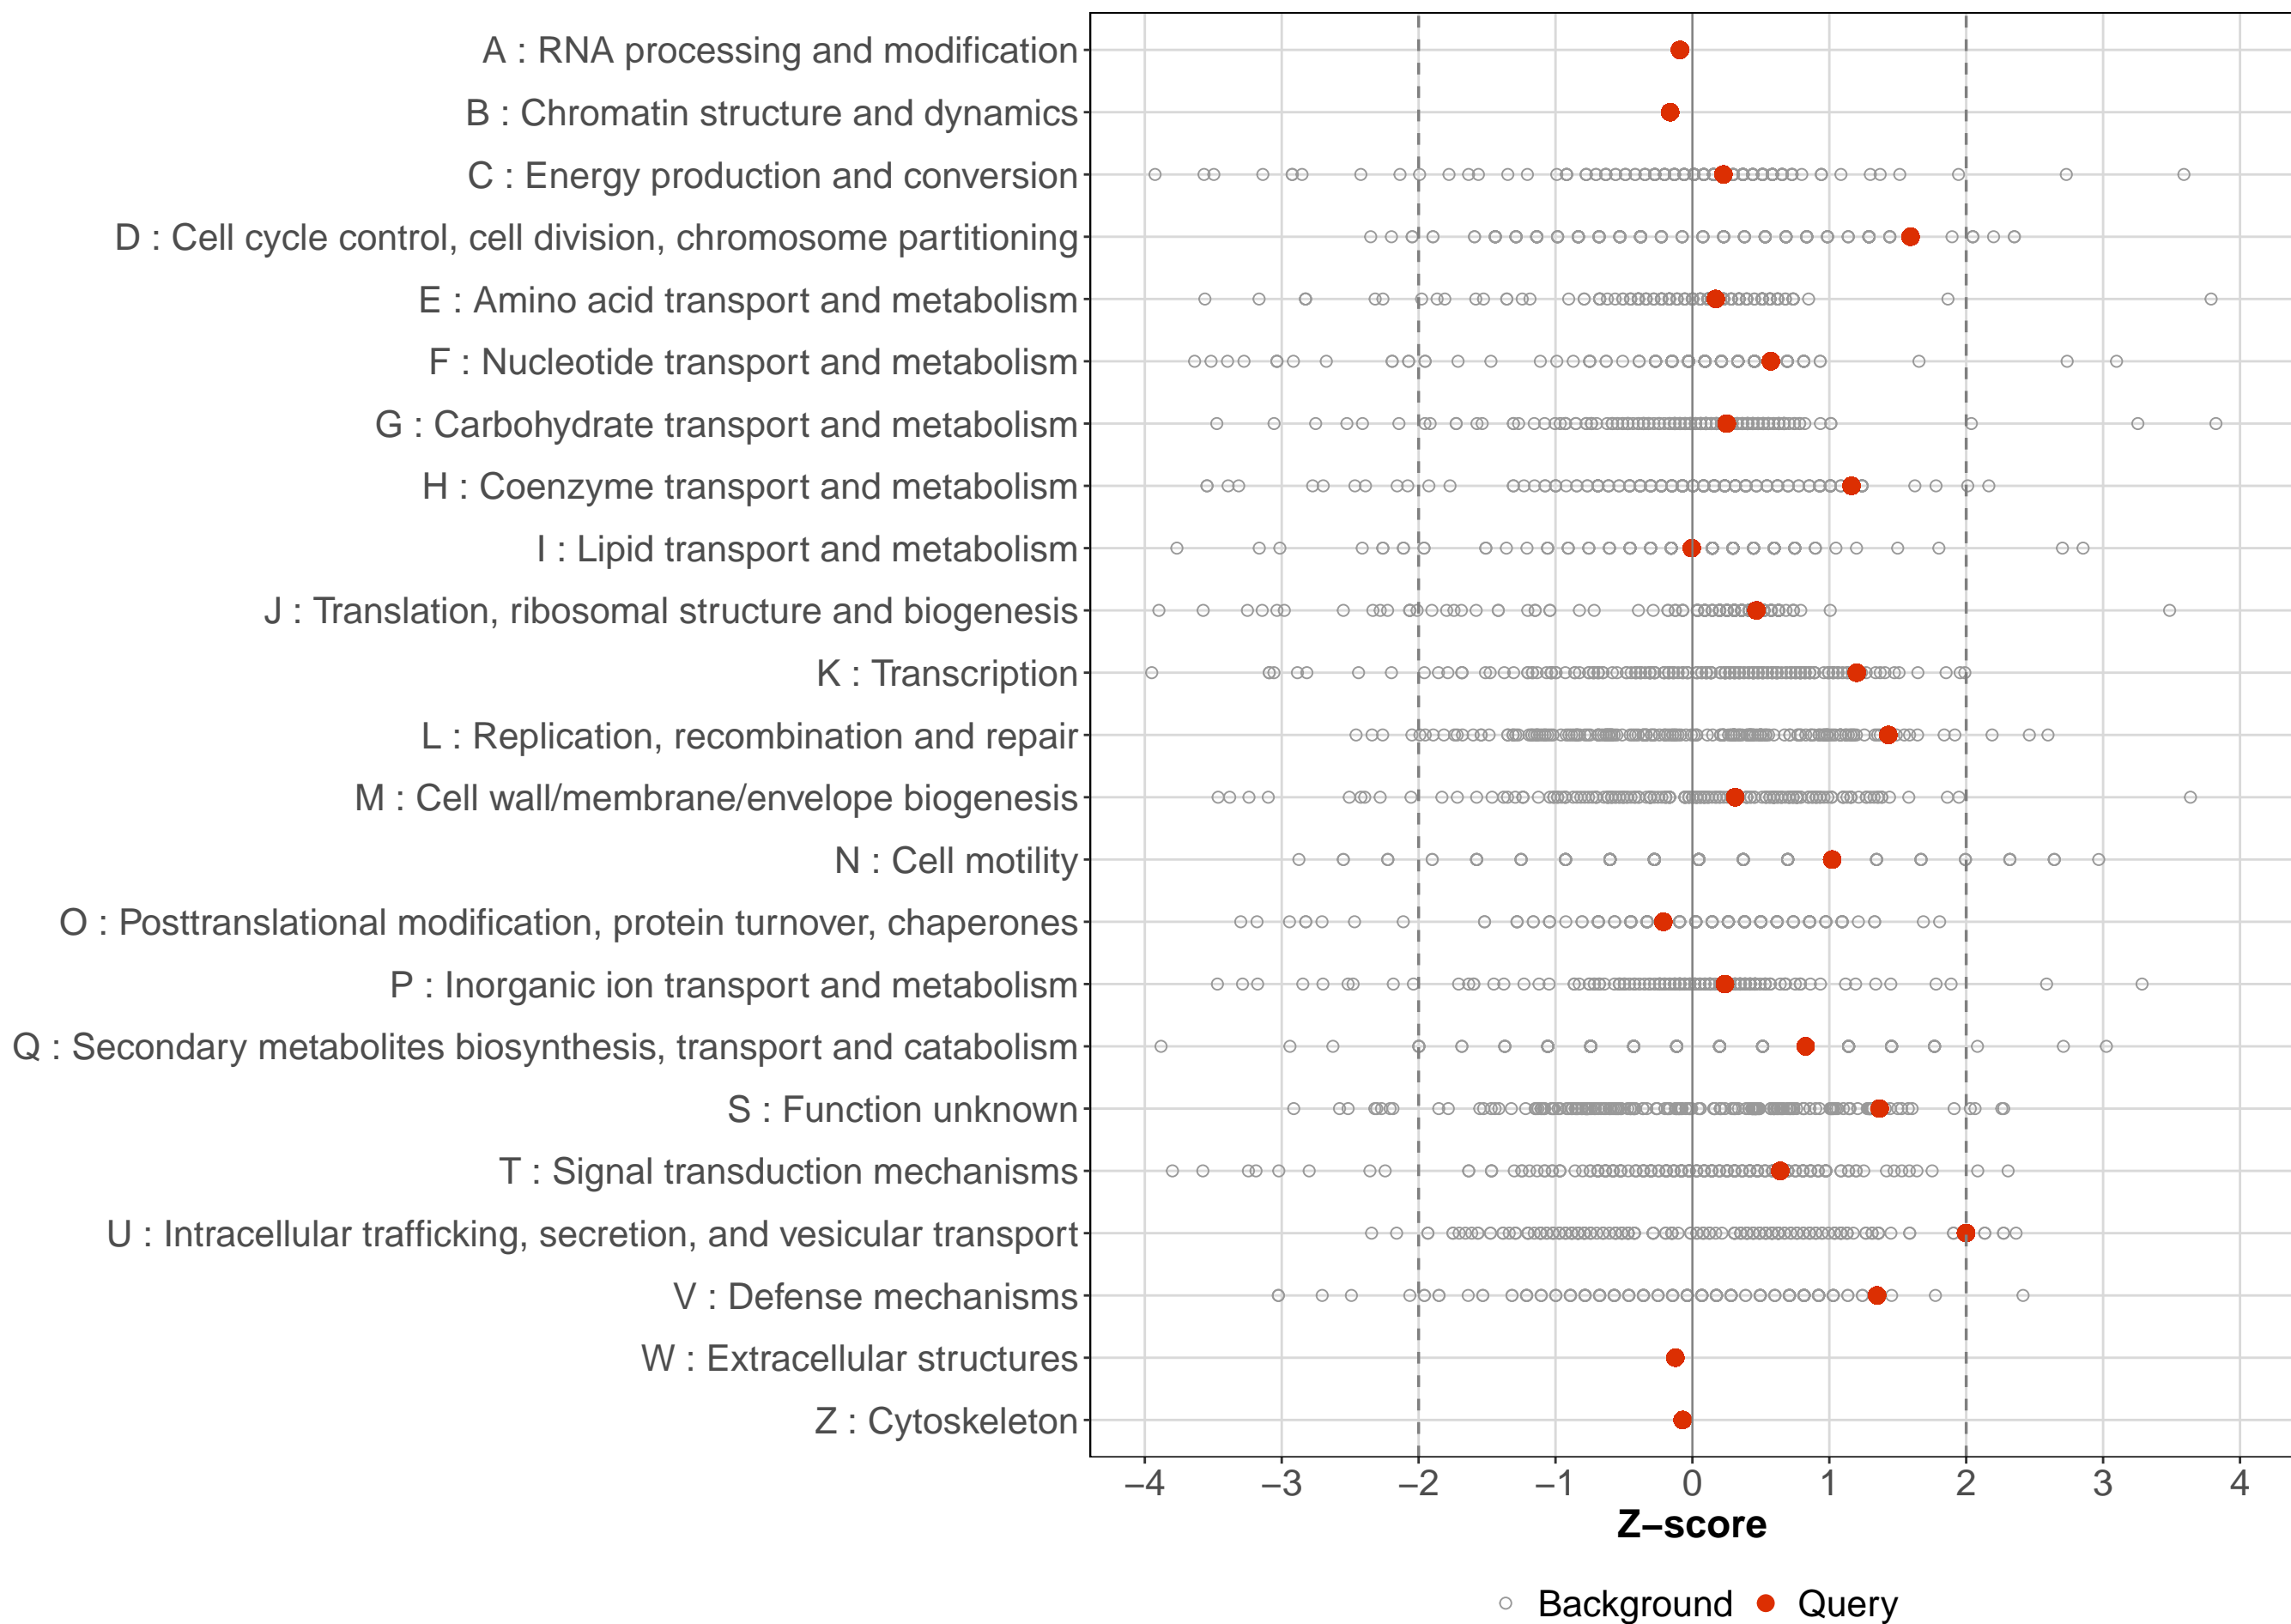 A : RNA processing and modification
B : Chromatin structure and dynamics
C : Energy production and conversion
D : Cell cycle control, cell division, chromosome partitioning
E : Amino acid transport and metabolism
F : Nucleotide transport and metabolism
G : Carbohydrate transport and metabolism
H : Coenzyme transport and metabolism
I : Lipid transport and metabolism
J : Translation, ribosomal structure and biogenesis
K : Transcription
L : Replication, recombination and repair
M : Cell wall/membrane/envelope biogenesis
N : Cell motility
O : Posttranslational modification, protein turnover, chaperones
P : Inorganic ion transport and metabolism
Q : Secondary metabolites biosynthesis, transport and catabolism
S : Function unknown
T : Signal transduction mechanisms
U : Intracellular trafficking, secretion, and vesicular transport
V : Defense mechanisms
W : Extracellular structures
Z : Cytoskeleton
−4 −3 −2 −1 0 1 2 3 4
Z−score
Background Query